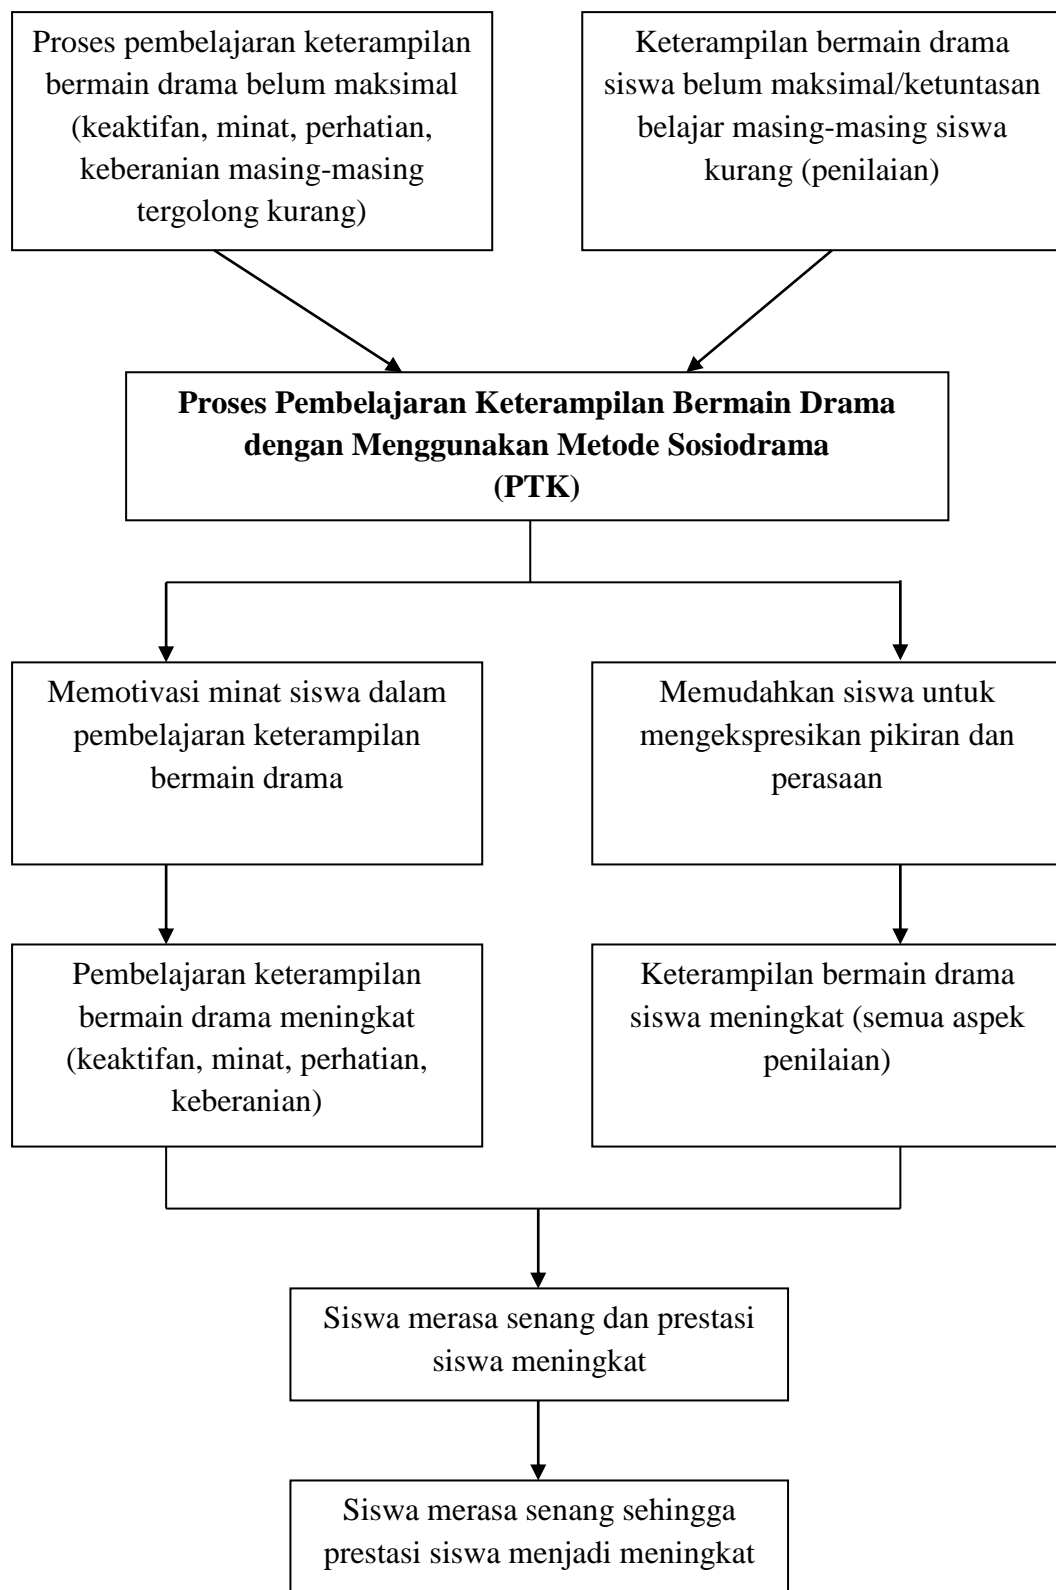 Proses pembelajaran keterampilan
bermain drama belum maksimal
(keaktifan, minat, perhatian,
keberanian masing-masing
tergolong kurang)
Keterampilan bermain drama
siswa belum maksimal/ketuntasan
belajar masing-masing siswa
kurang (penilaian)
Proses Pembelajaran Keterampilan Bermain Drama
dengan Menggunakan Metode Sosiodrama
(PTK)
Memotivasi minat siswa dalam
pembelajaran keterampilan
bermain drama
Memudahkan siswa untuk
mengekspresikan pikiran dan
perasaan
Pembelajaran keterampilan
bermain drama meningkat
(keaktifan, minat, perhatian,
keberanian)
Keterampilan bermain drama
siswa meningkat (semua aspek
penilaian)
Siswa merasa senang dan prestasi
siswa meningkat
Siswa merasa senang sehingga
prestasi siswa menjadi meningkat